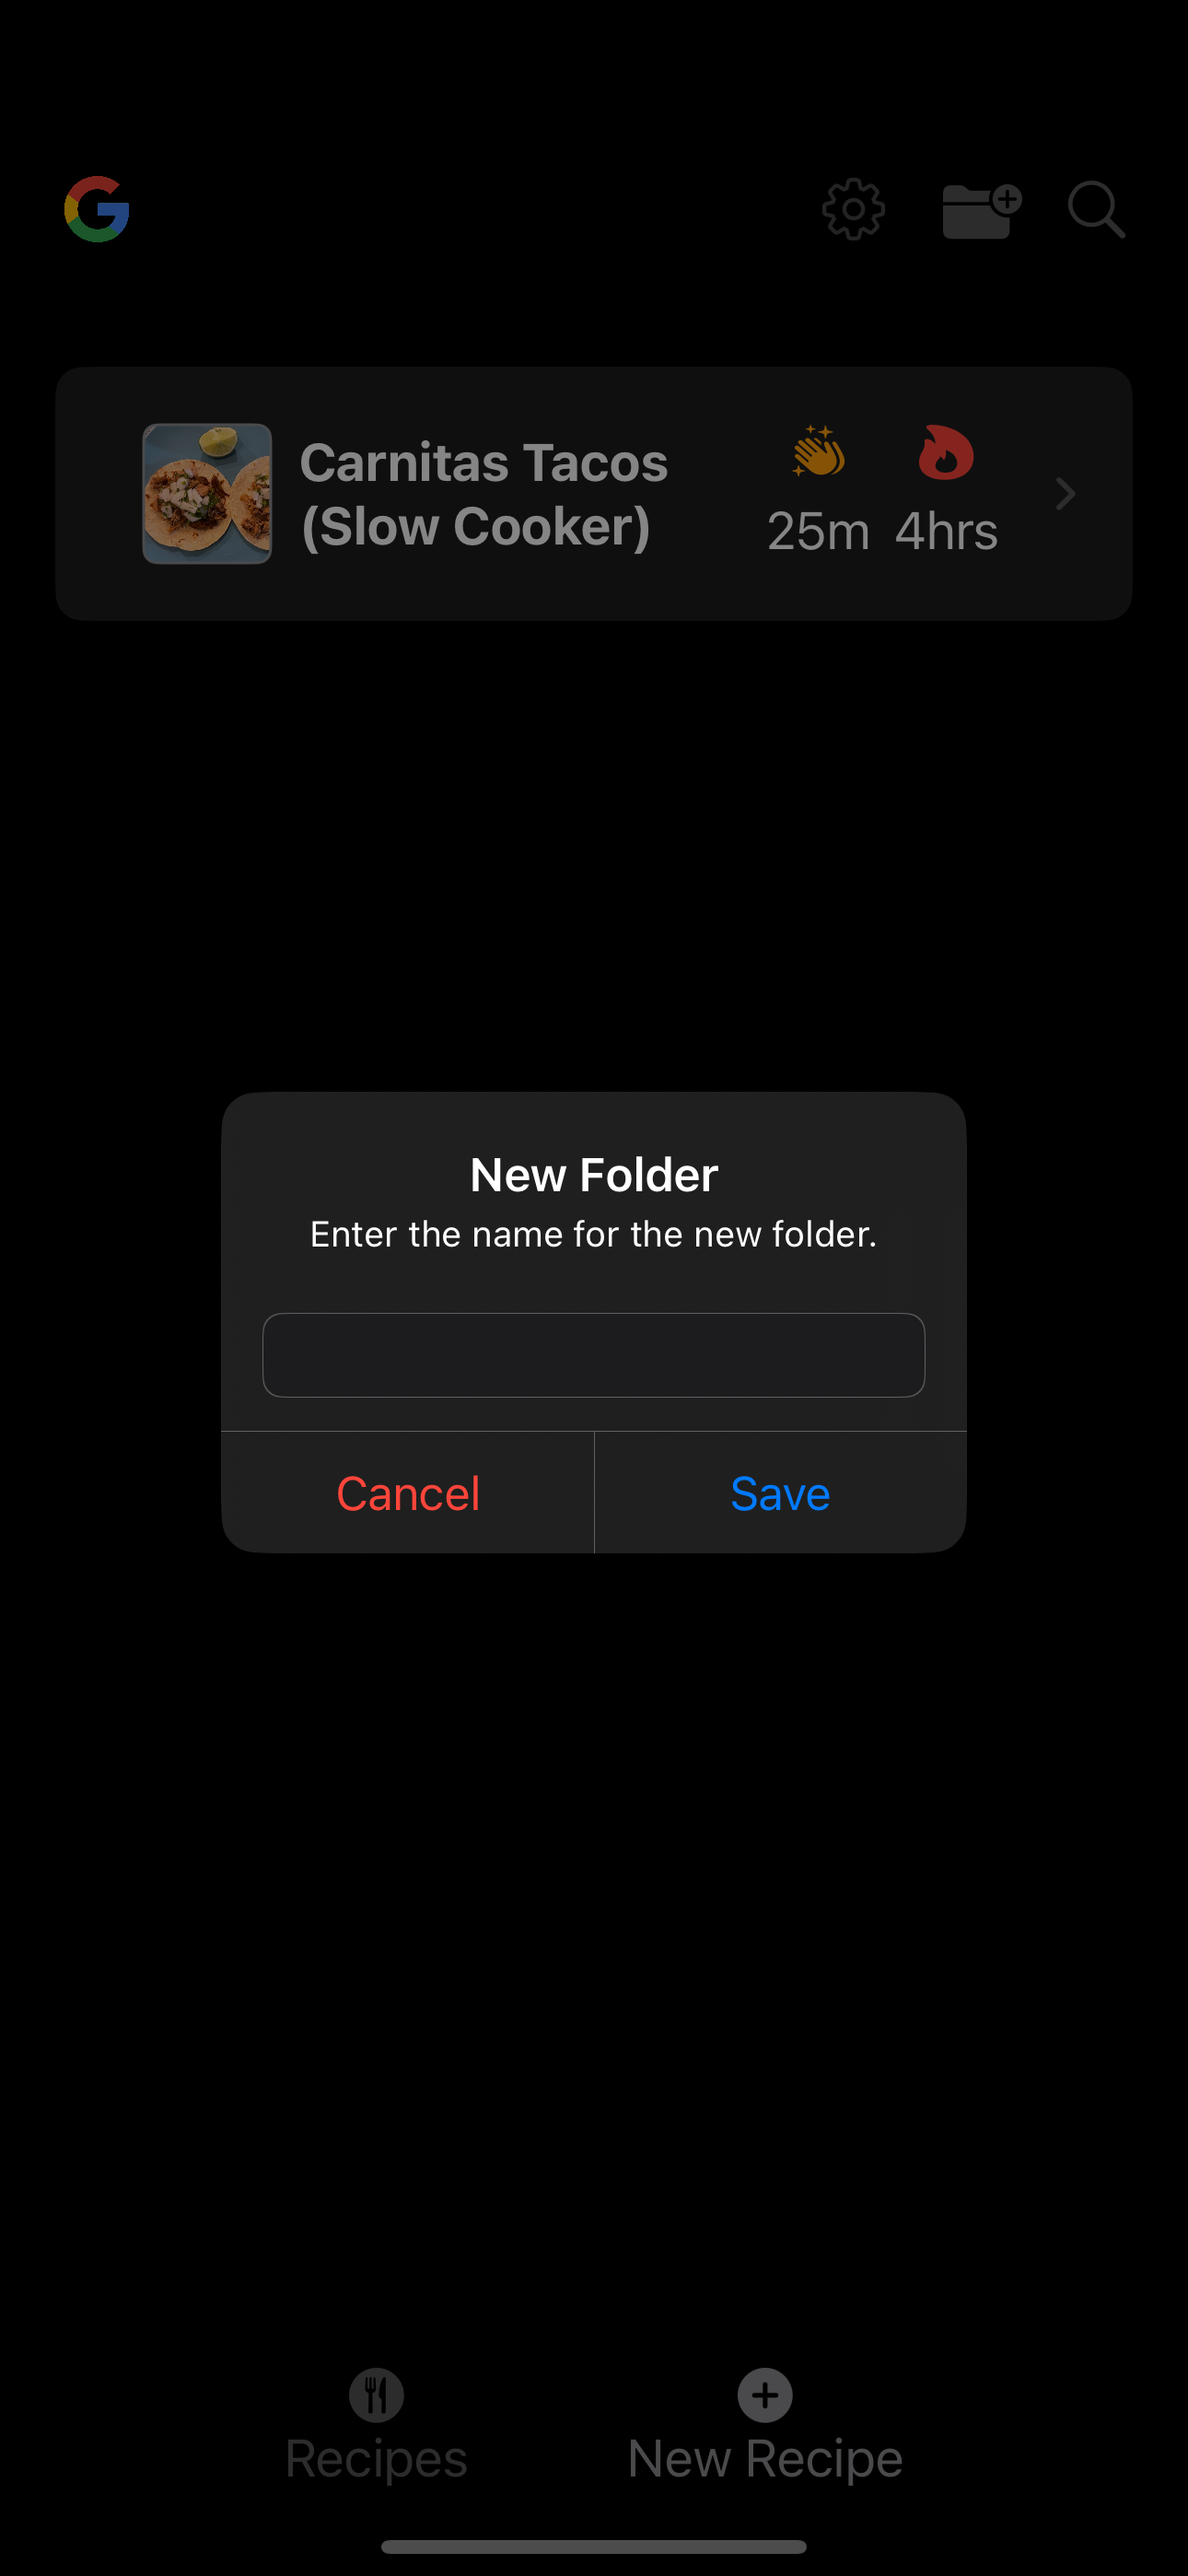 Carnitas Tacos
(Slow Cooker)
25m 4hrs
New Folder
Enter the name for the new folder.
Cancel Save
Recipes New Recipe